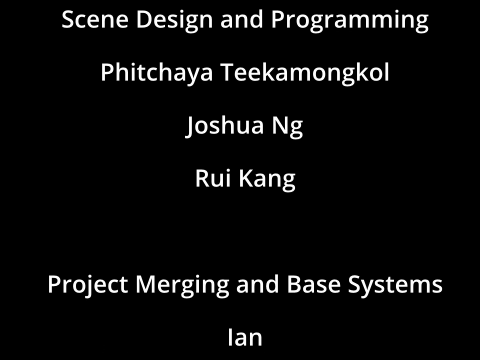 Scene Design and Programming
Phitchaya Teekamongkol
Joshua Ng
Rui Kang
Project Merging and Base Systems
Ian